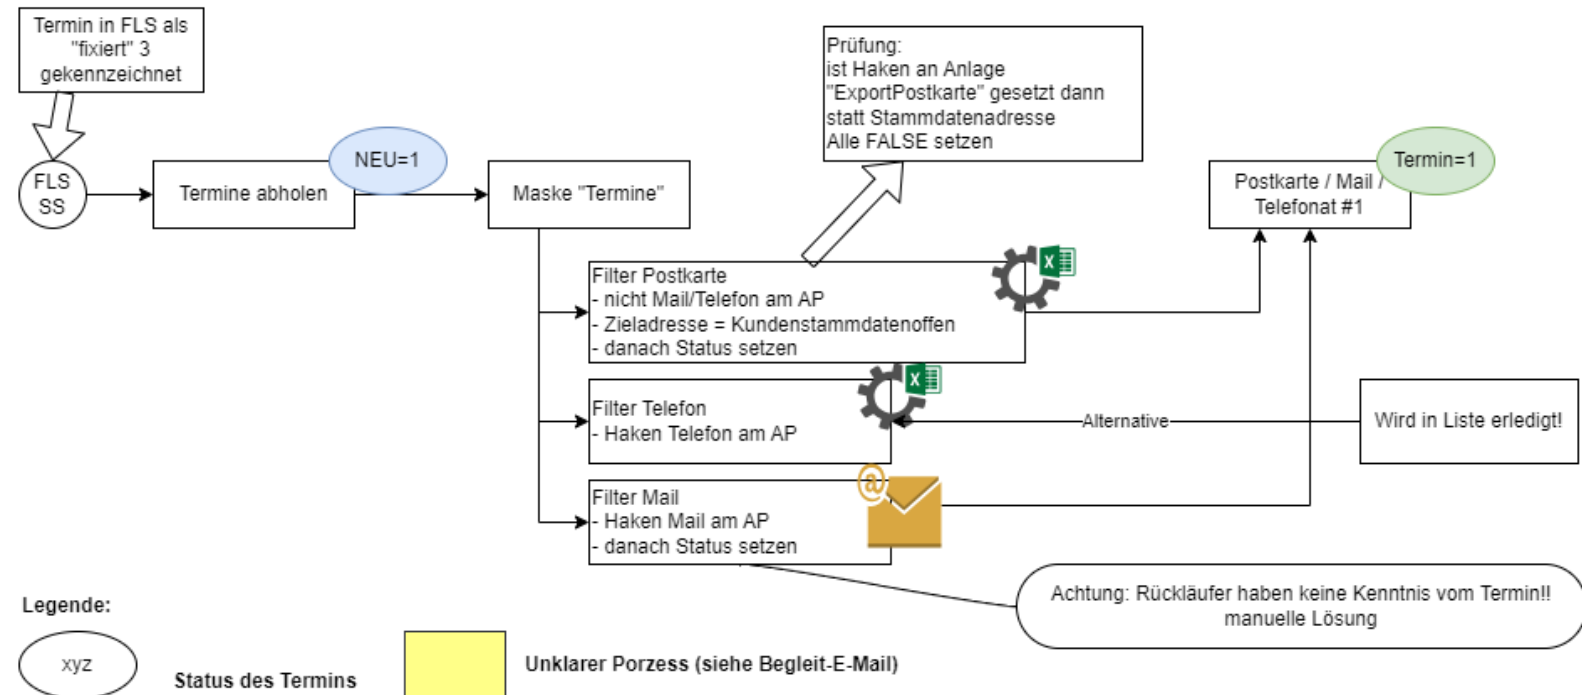 Termin in FLS als
"fixiert" 3
gekennzeichnet
FLS
SS
Termine abholen
NEU=1
Maske "Termine"
Prüfung:
ist Haken an Anlage
"ExportPostkarte" gesetzt dann
statt Stammdatenadresse
Alle FALSE setzen
Termin=1
Postkarte / Mail /
Telefonat #1
Filter Postkarte
- nicht Mail/Telefon am AP
- Zieladresse = Kundenstammdatenoffen
- danach Status setzen
X
Filter Telefon
- Haken Telefon am AP
X
Alternative
Wird in Liste erledigt!
Filter Mail
- Haken Mail am AP
- danach Status setzen
@
Achtung: Rückläufer haben keine Kenntnis vom Termin!!
manuelle Lösung
Legende:
xyz
Status des Termins
Unklarer Porzess (siehe Begleit-E-Mail)